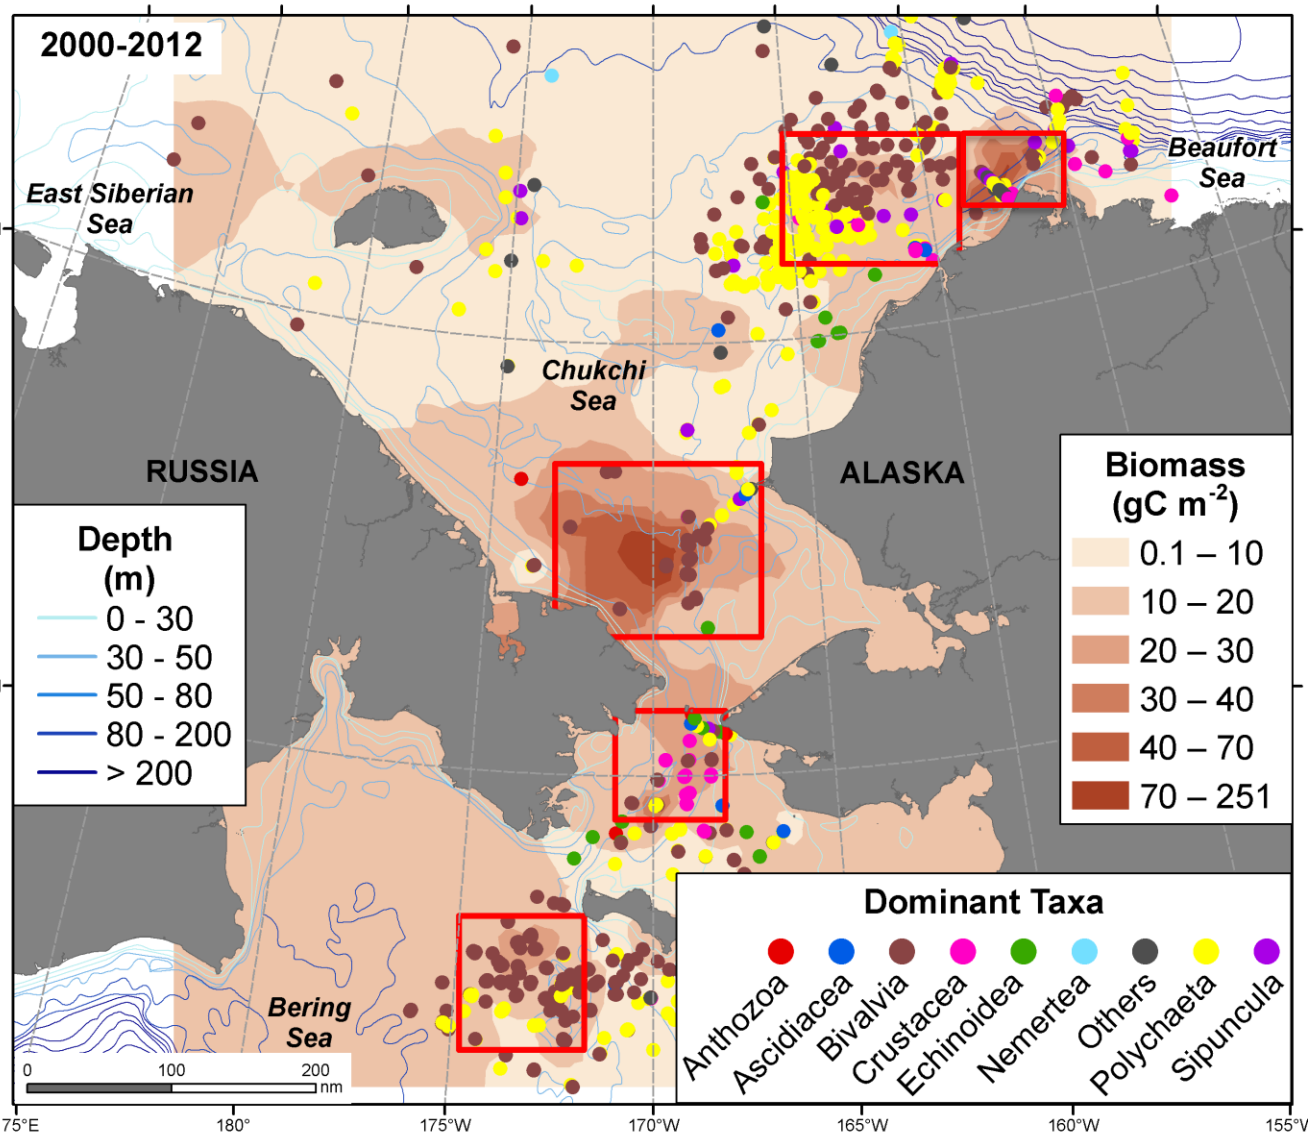 2000-2012
Beaufort
Sea
East Siberian
Sea
Chukchi
Sea
RUSSIA
ALASKA
Biomass
(gC m-2)
0.1 – 10
10 – 20
20 – 30
30 – 40
40 – 70
70 – 251
Depth
(m)
0 - 30
30 - 50
50 - 80
80 - 200
> 200
Dominant Taxa
Anthozoa
Ascidiacea
Bivalvia
Crustacea
Echinoidea
Nemertea
Others
Polychaeta
Sipuncula
Bering
Sea
0 100 200 nm
75°E 180° 175°W 170°W 165°W 160°W 155°W